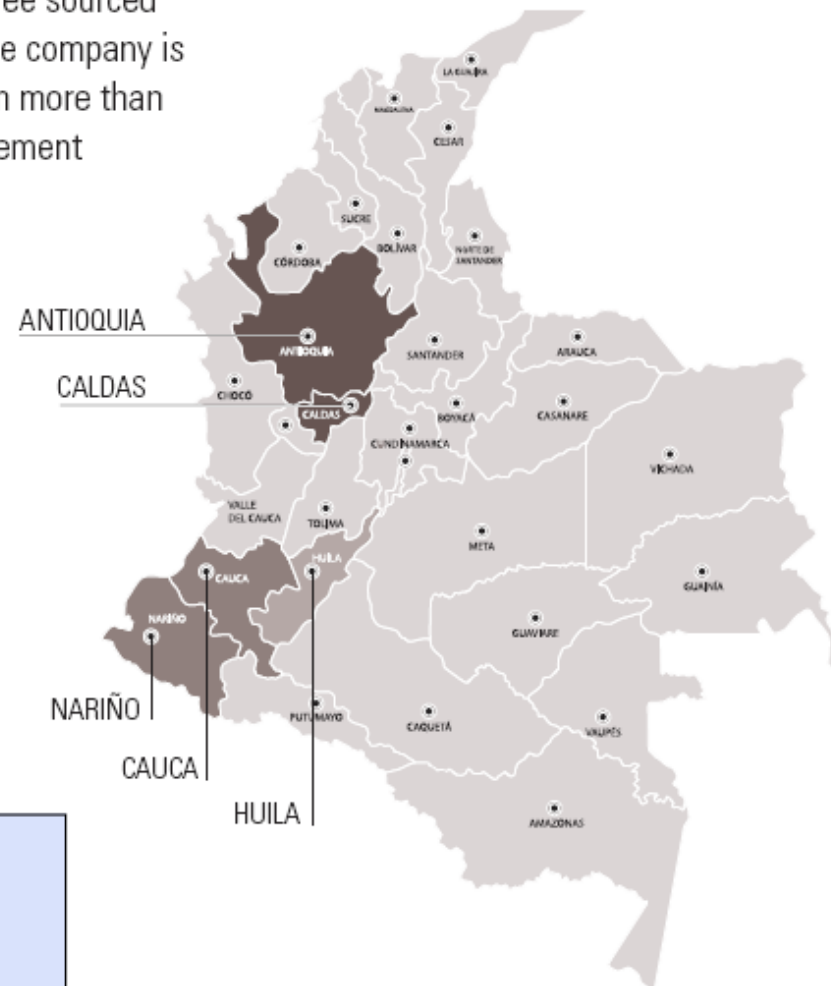 ee sourced
e company is
n more than
ement
LA GUAJIRA
MAGDALENA
CESAR
SUCRE
BOLÍVAR
NORTE DE
SANTANDER
CÓRDOBA
ANTIOQUIA
ANTIOQUIA
SANTANDER
ARAUCA
CALDAS
CHOCÓ
CALDAS
BOYACÁ
CASANARE
CUNDINAMARCA
VICHADA
VALLE
DEL CAUCA
TOLIMA
META
HUILA
CAUCA
GUAINÍA
NARIÑO
GUAVIARE
NARIÑO
PUTUMAYO
CAQUETÁ
VAUPÉS
CAUCA
HUILA
AMAZONAS